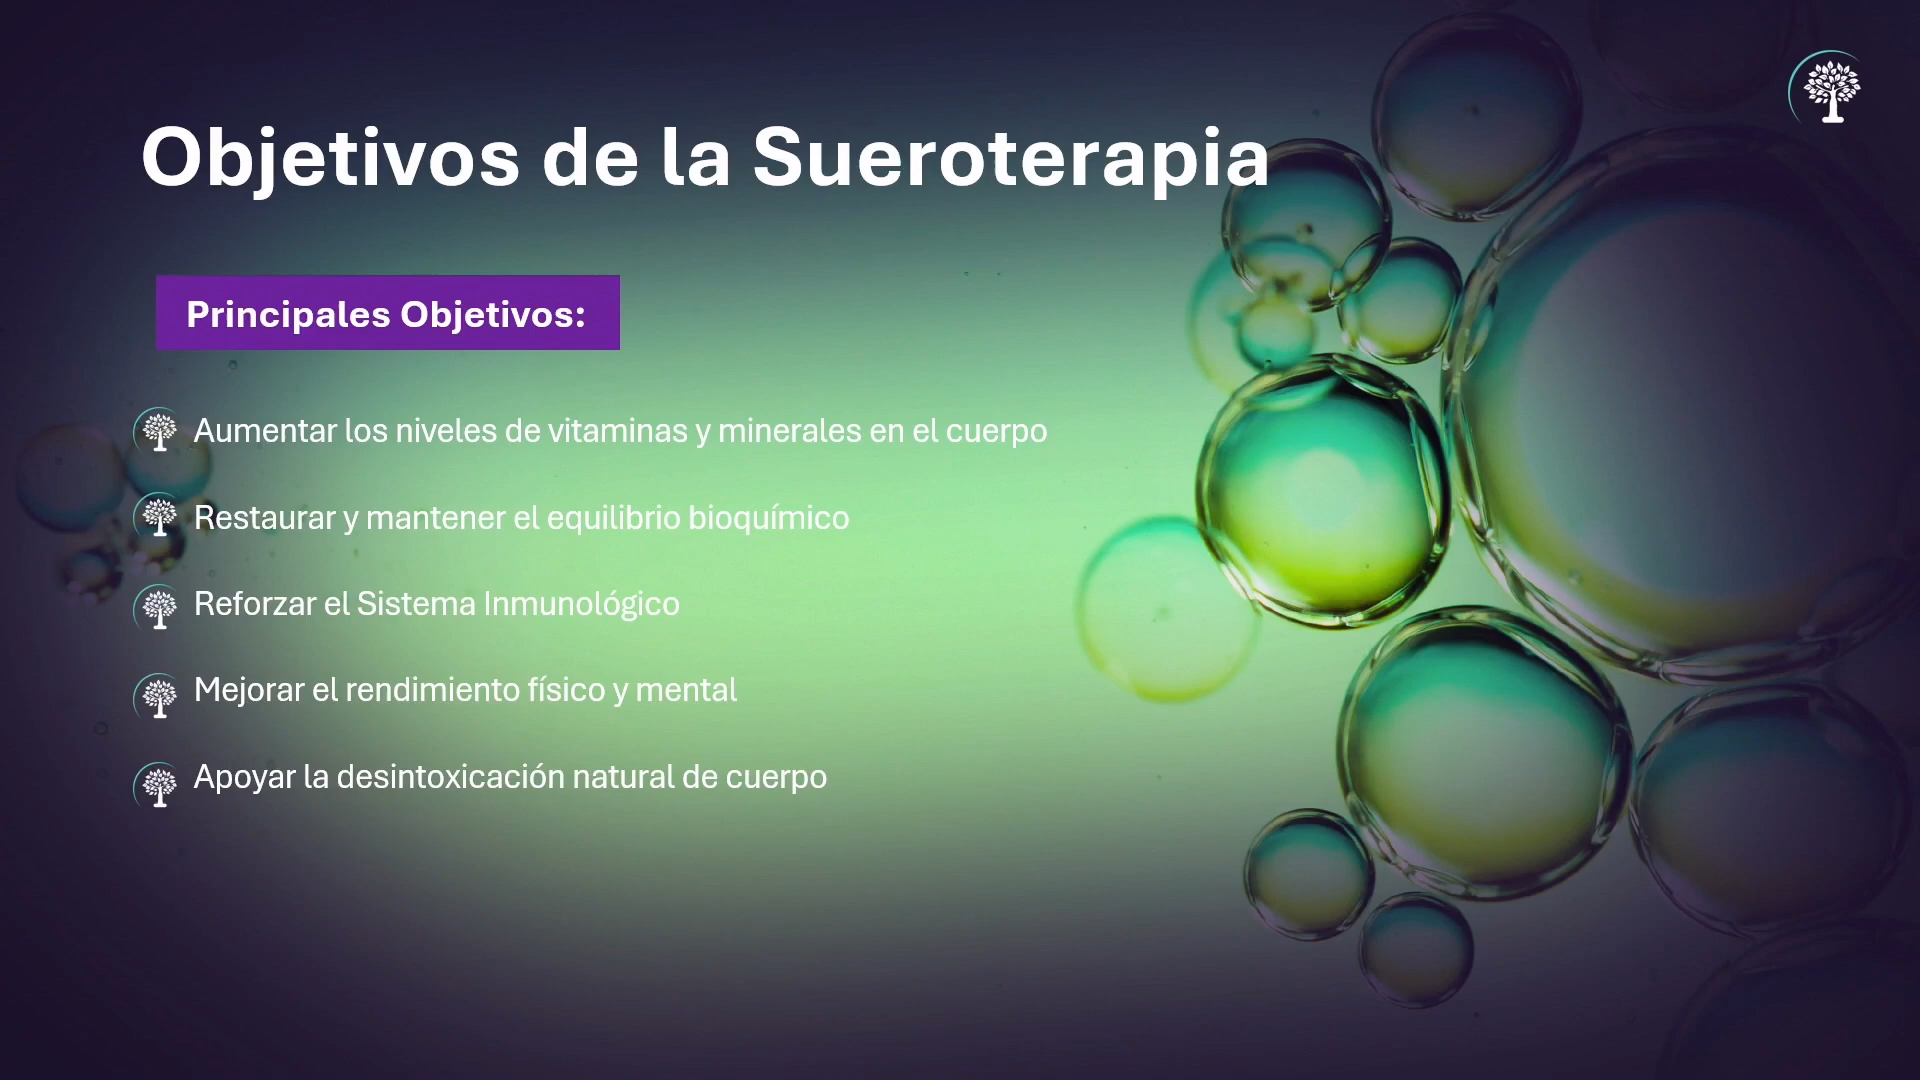 Objetivos de la Sueroterapia
Principales Objetivos:
Aumentar los niveles de vitaminas y minerales en el cuerpo
Restaurar y mantener el equilibrio bioquímico
Reforzar el Sistema Inmunológico
Mejorar el rendimiento físico y mental
Apoyar la desintoxicación natural de cuerpo